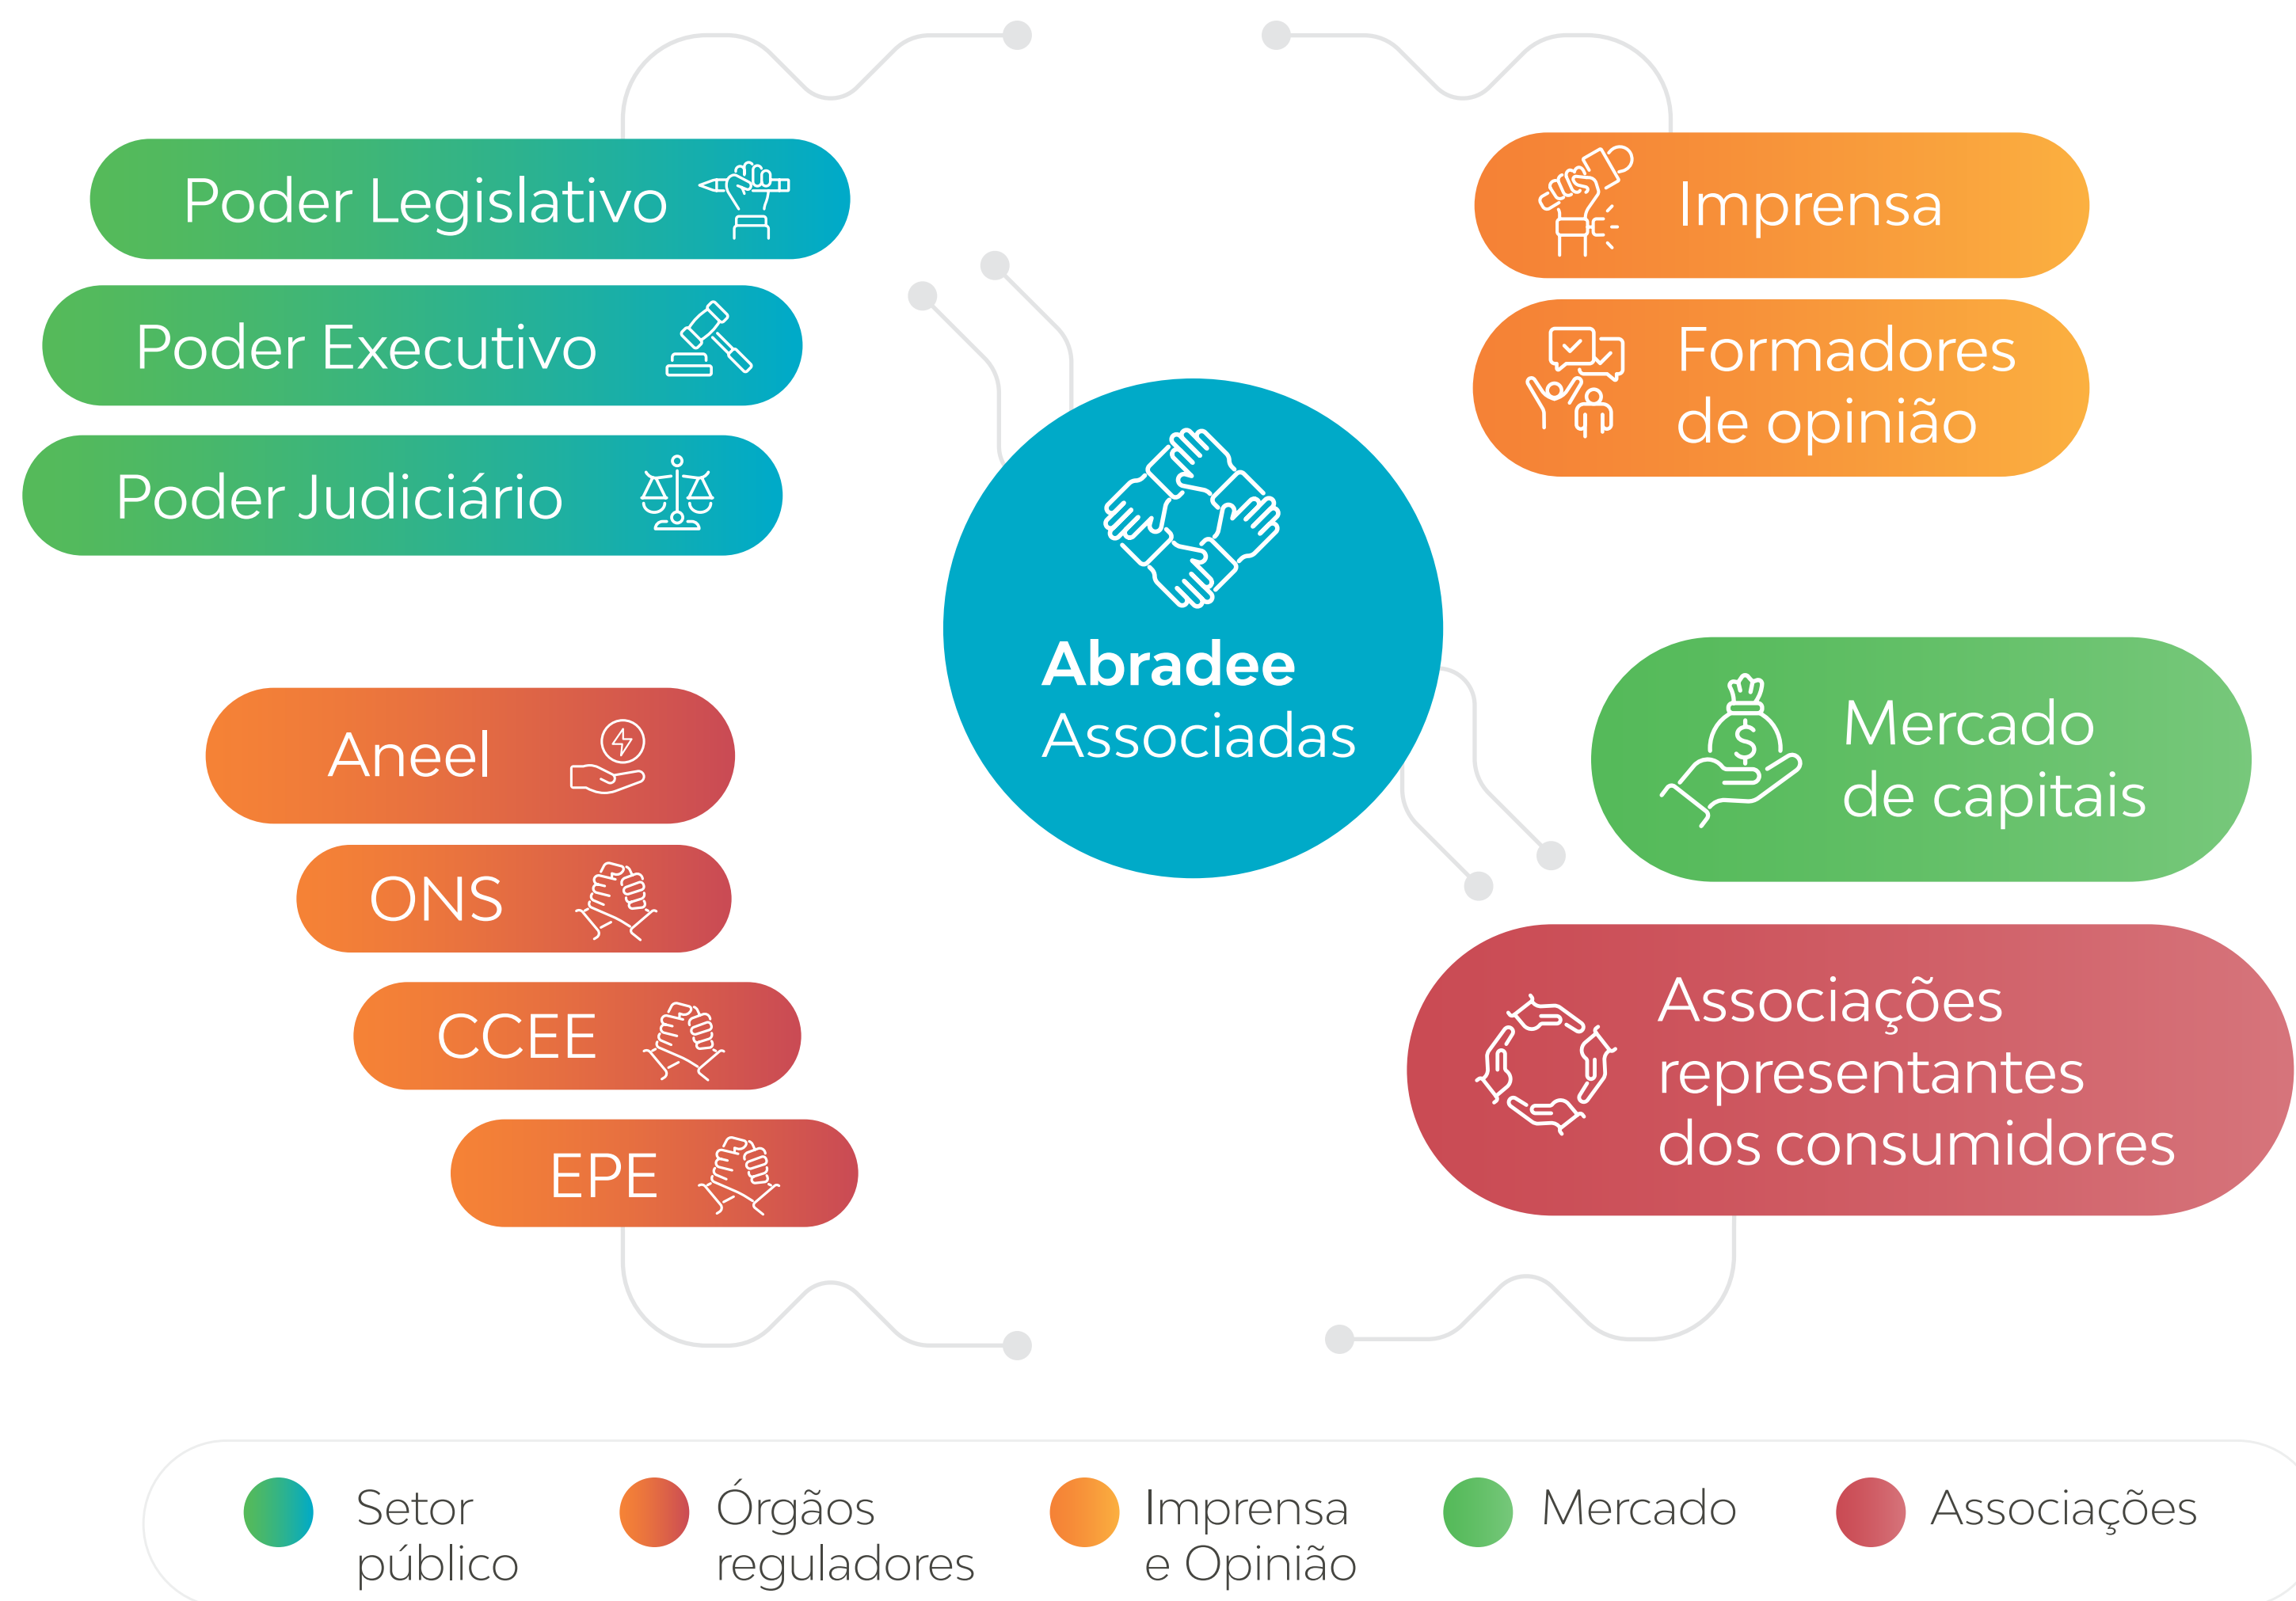 Poder Legislativo
Poder Executivo
Poder Judiciário
Aneel
ONS
CCEE
EPE
Abradee
Associadas
Imprensa
Formadores
de opinião
Mercado
de capitais
Associações
representantes
dos consumidores
Setor
público
Órgãos
reguladores
Imprensa
e Opinião
Mercado
Associações